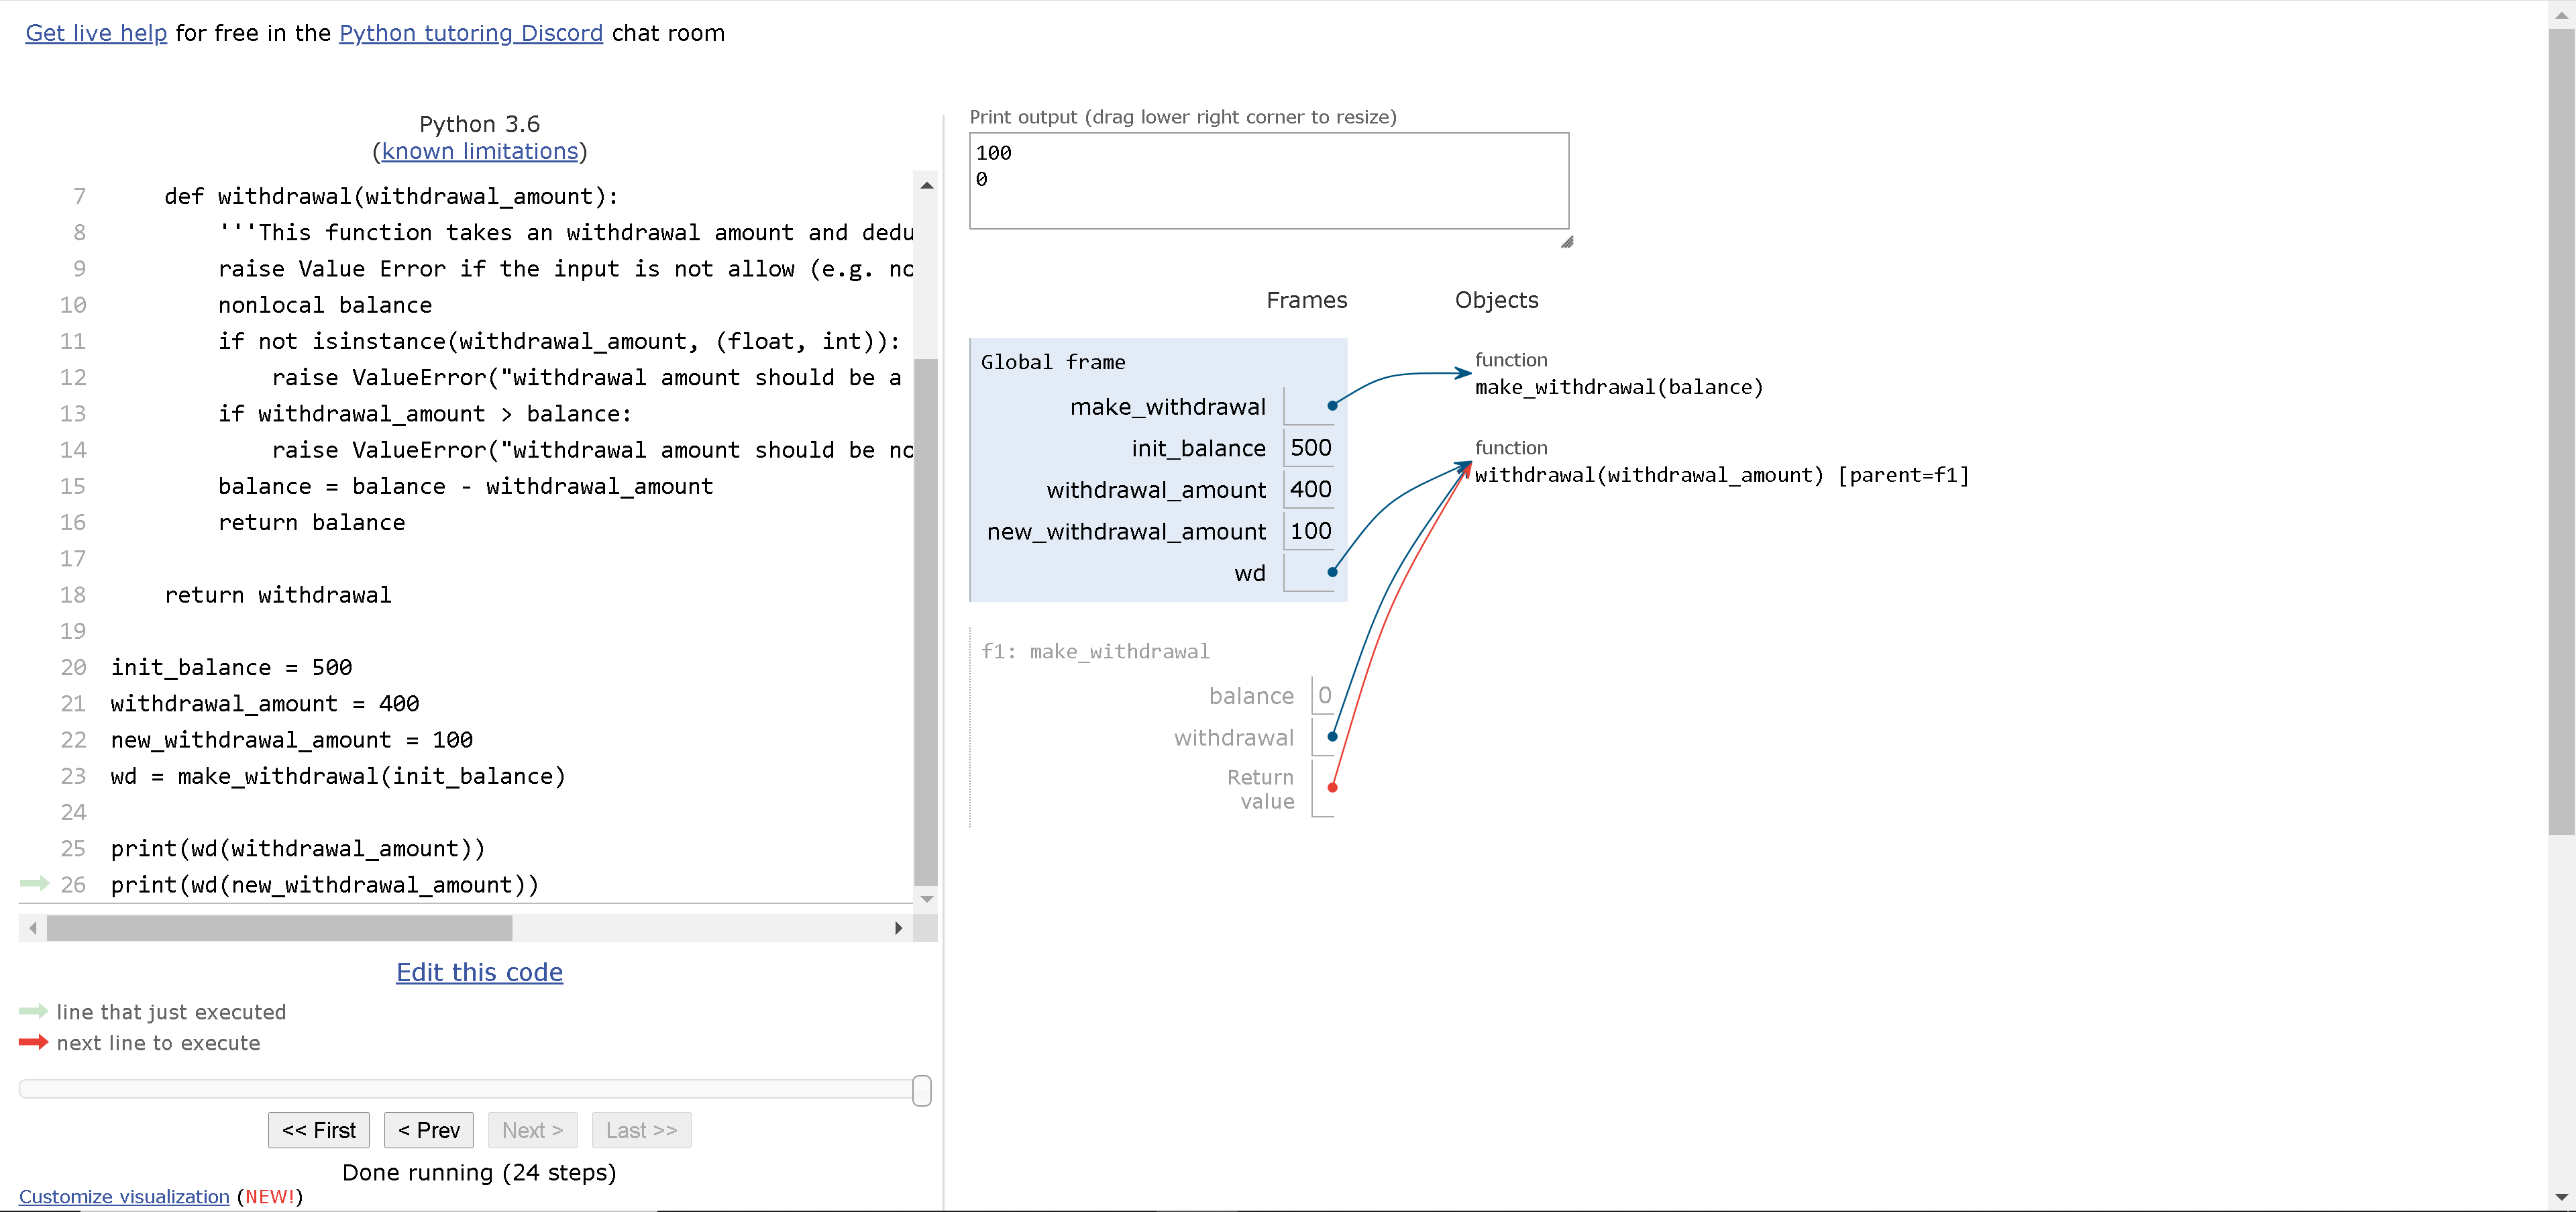 Get live help for free in the Python tutoring Discord chat room
Python 3.6
(known limitations)
7 def withdrawal(withdrawal_amount):
8 '''This function takes an withdrawal amount and dedu
9 raise Value Error if the input is not allow (e.g. no
10 nonlocal balance
11 if not isinstance(withdrawal_amount, (float, int)):
12 raise ValueError("withdrawal amount should be a
13 if withdrawal_amount > balance:
14 raise ValueError("withdrawal amount should be no
15 balance = balance - withdrawal_amount
16 return balance
17
18 return withdrawal
19
20 init_balance = 500
21 withdrawal_amount = 400
22 new_withdrawal_amount = 100
23 wd = make_withdrawal(init_balance)
24
25 print(wd(withdrawal_amount))
26 print(wd(new_withdrawal_amount))
Edit this code
line that just executed
next line to execute
<< First < Prev Next > Last >>
Done running (24 steps)
Customize visualization (NEW!)
Print output (drag lower right corner to resize)
100
0
Frames Objects
Global frame
make_withdrawal
init_balance 500
withdrawal_amount 400
new_withdrawal_amount 100
wd
function
make_withdrawal(balance)
function
withdrawal(withdrawal_amount) [parent=f1]
f1: make_withdrawal
balance 0
withdrawal
Return
value